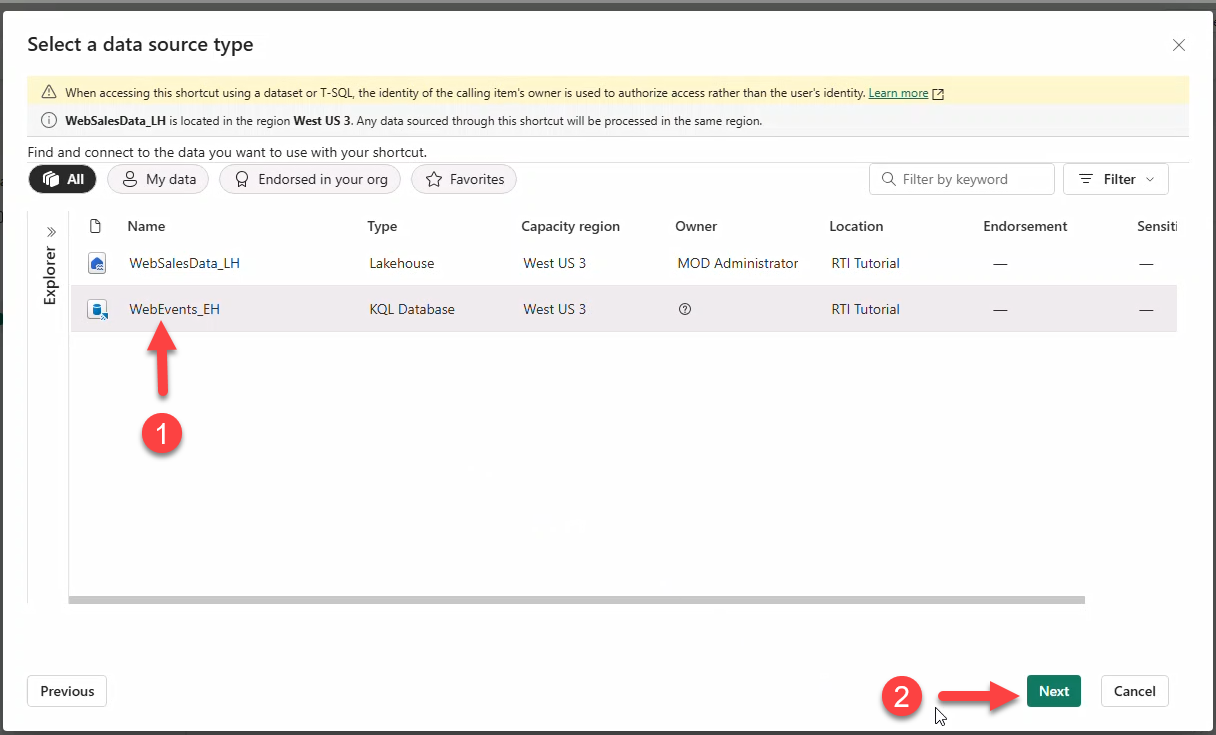 Select a data source type
When accessing this shortcut using a dataset or T-SQL, the identity of the calling item's owner is used to authorize access rather than the user's identity. Learn more
WebSalesData_LH is located in the region West US 3. Any data sourced through this shortcut will be processed in the same region.
Find and connect to the data you want to use with your shortcut.
All My data Endorsed in your org Favorites Filter by keyword Filter
Explorer
Name Type Capacity region Owner Location Endorsement Sensiti
WebSalesData_LH Lakehouse West US 3 MOD Administrator RTI Tutorial — —
WebEvents_EH KQL Database West US 3 RTI Tutorial — —
1
Previous 2 Next Cancel